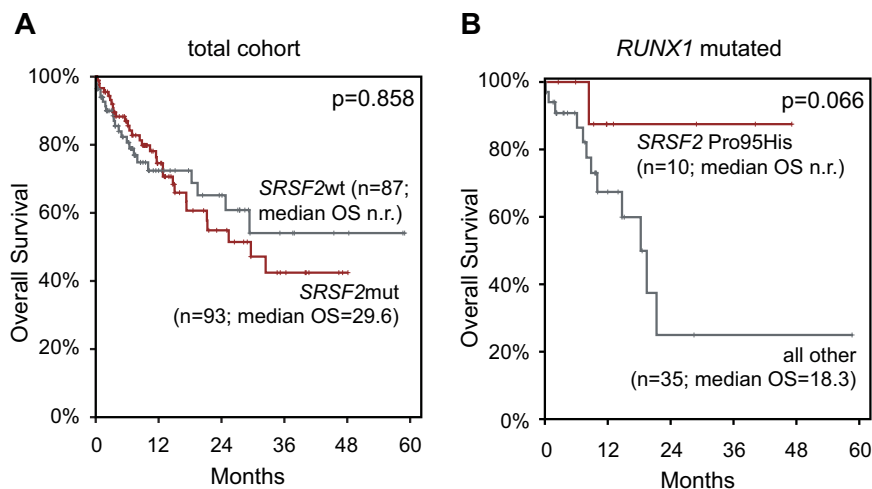 A
total cohort
100%
80%
60%
40%
20%
0%
Overall Survival
p=0.858
SRSF2wt (n=87;
median OS n.r.)
SRSF2mut
(n=93; median OS=29.6)
0 12 24 36 48 60
Months
B
RUNX1 mutated
100%
80%
60%
40%
20%
0%
Overall Survival
p=0.066
SRSF2 Pro95His
(n=10; median OS n.r.)
all other
(n=35; median OS=18.3)
0 12 24 36 48 60
Months